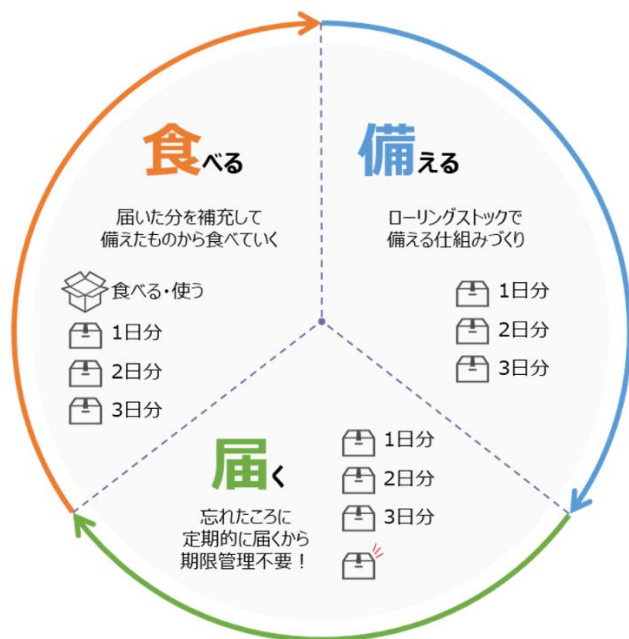 食べる
届いた分を補充して
備えたものから食べていく
食べる・使う
1日分
2日分
3日分
備える
ローリングストックで
備える仕組みづくり
1日分
2日分
3日分
届く
忘れたころに
定期的に届くから
期限管理不要！
1日分
2日分
3日分